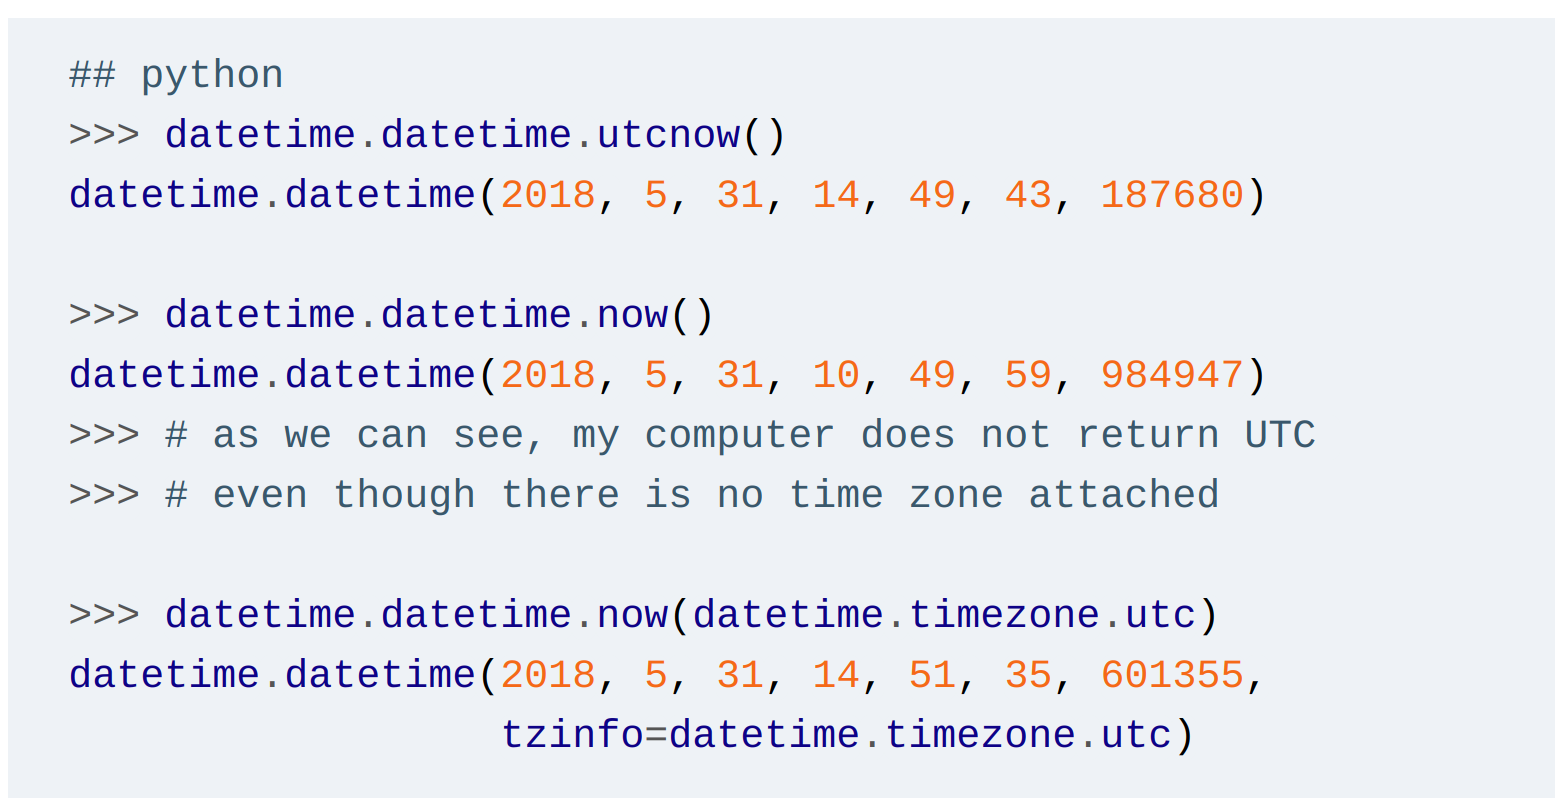 ## python
>>> datetime.datetime.utcnow()
datetime.datetime(2018, 5, 31, 14, 49, 43, 187680)
>>> datetime.datetime.now()
datetime.datetime(2018, 5, 31, 10, 49, 59, 984947)
>>> # as we can see, my computer does not return UTC
>>> # even though there is no time zone attached
>>> datetime.datetime.now(datetime.timezone.utc)
datetime.datetime(2018, 5, 31, 14, 51, 35, 601355,
tzinfo=datetime.timezone.utc)